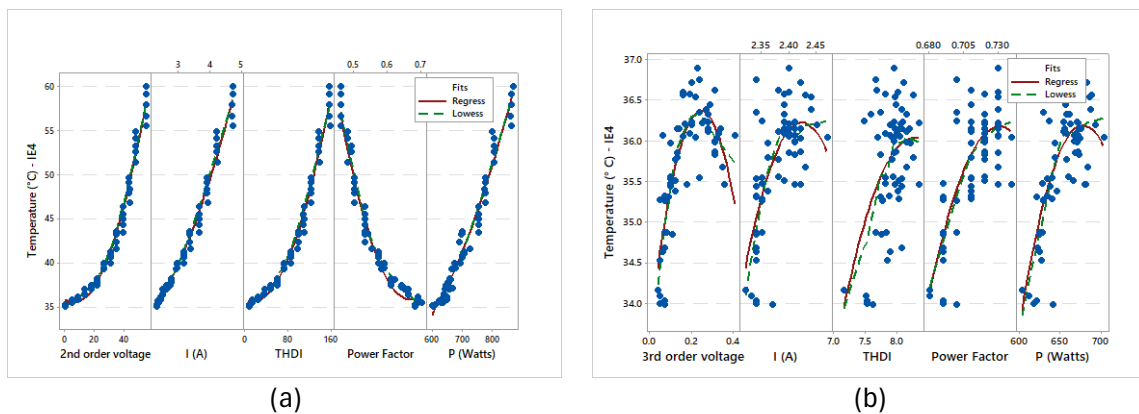 3 4 5 0.5 0.6 0.7
60
55
50
45
40
35
Temperature (° C) - IE4
Fits
Regress
Lowess
0 20 40 0 80 160 600 700 800
2nd order voltage I (A) THDI Power Factor P (Watts)
(a)
2.35 2.40 2.45 0.680 0.705 0.730
37.0
36.5
36.0
35.5
35.0
34.5
34.0
Temperature (° C) - IE4
Fits
Regress
Lowess
0.0 0.2 0.4 7.0 7.5 8.0 600 650 700
3rd order voltage I (A) THDI Power Factor P (Watts)
(b)